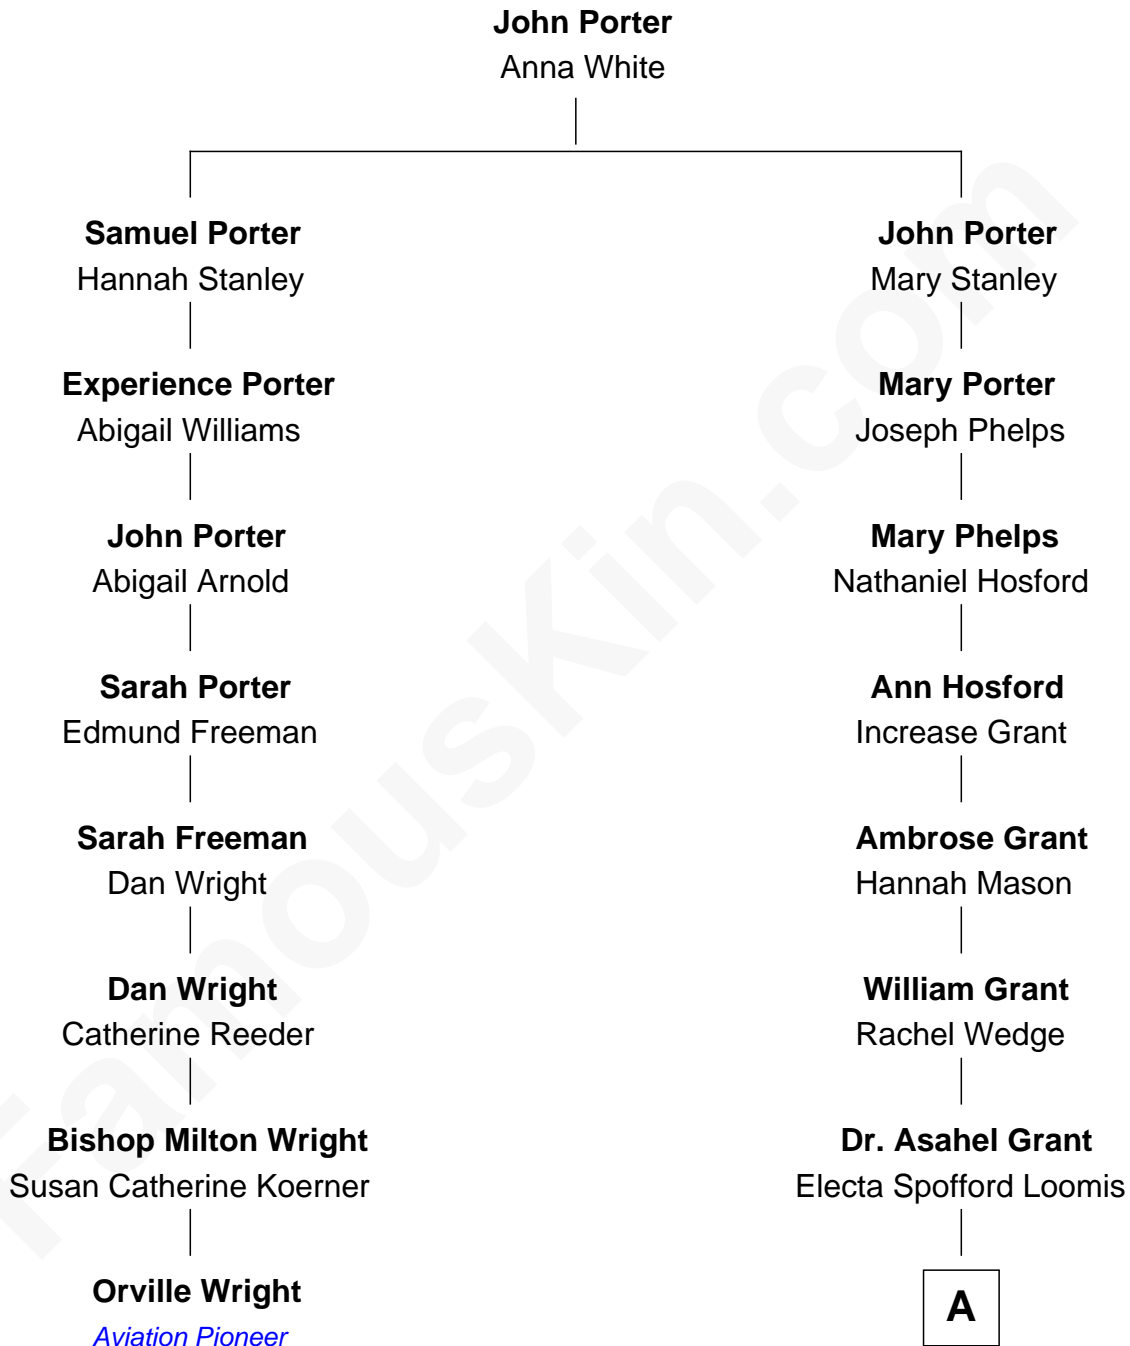 John Porter
Anna White
Samuel Porter
Hannah Stanley
John Porter
Mary Stanley
Experience Porter
Abigail Williams
Mary Porter
Joseph Phelps
John Porter
Abigail Arnold
Mary Phelps
Nathaniel Hosford
Sarah Porter
Edmund Freeman
Ann Hosford
Increase Grant
Sarah Freeman
Dan Wright
Ambrose Grant
Hannah Mason
Dan Wright
Catherine Reeder
William Grant
Rachel Wedge
Bishop Milton Wright
Susan Catherine Koerner
Dr. Asahel Grant
Electa Spofford Loomis
Orville Wright
Aviation Pioneer
A
FamousKin.com